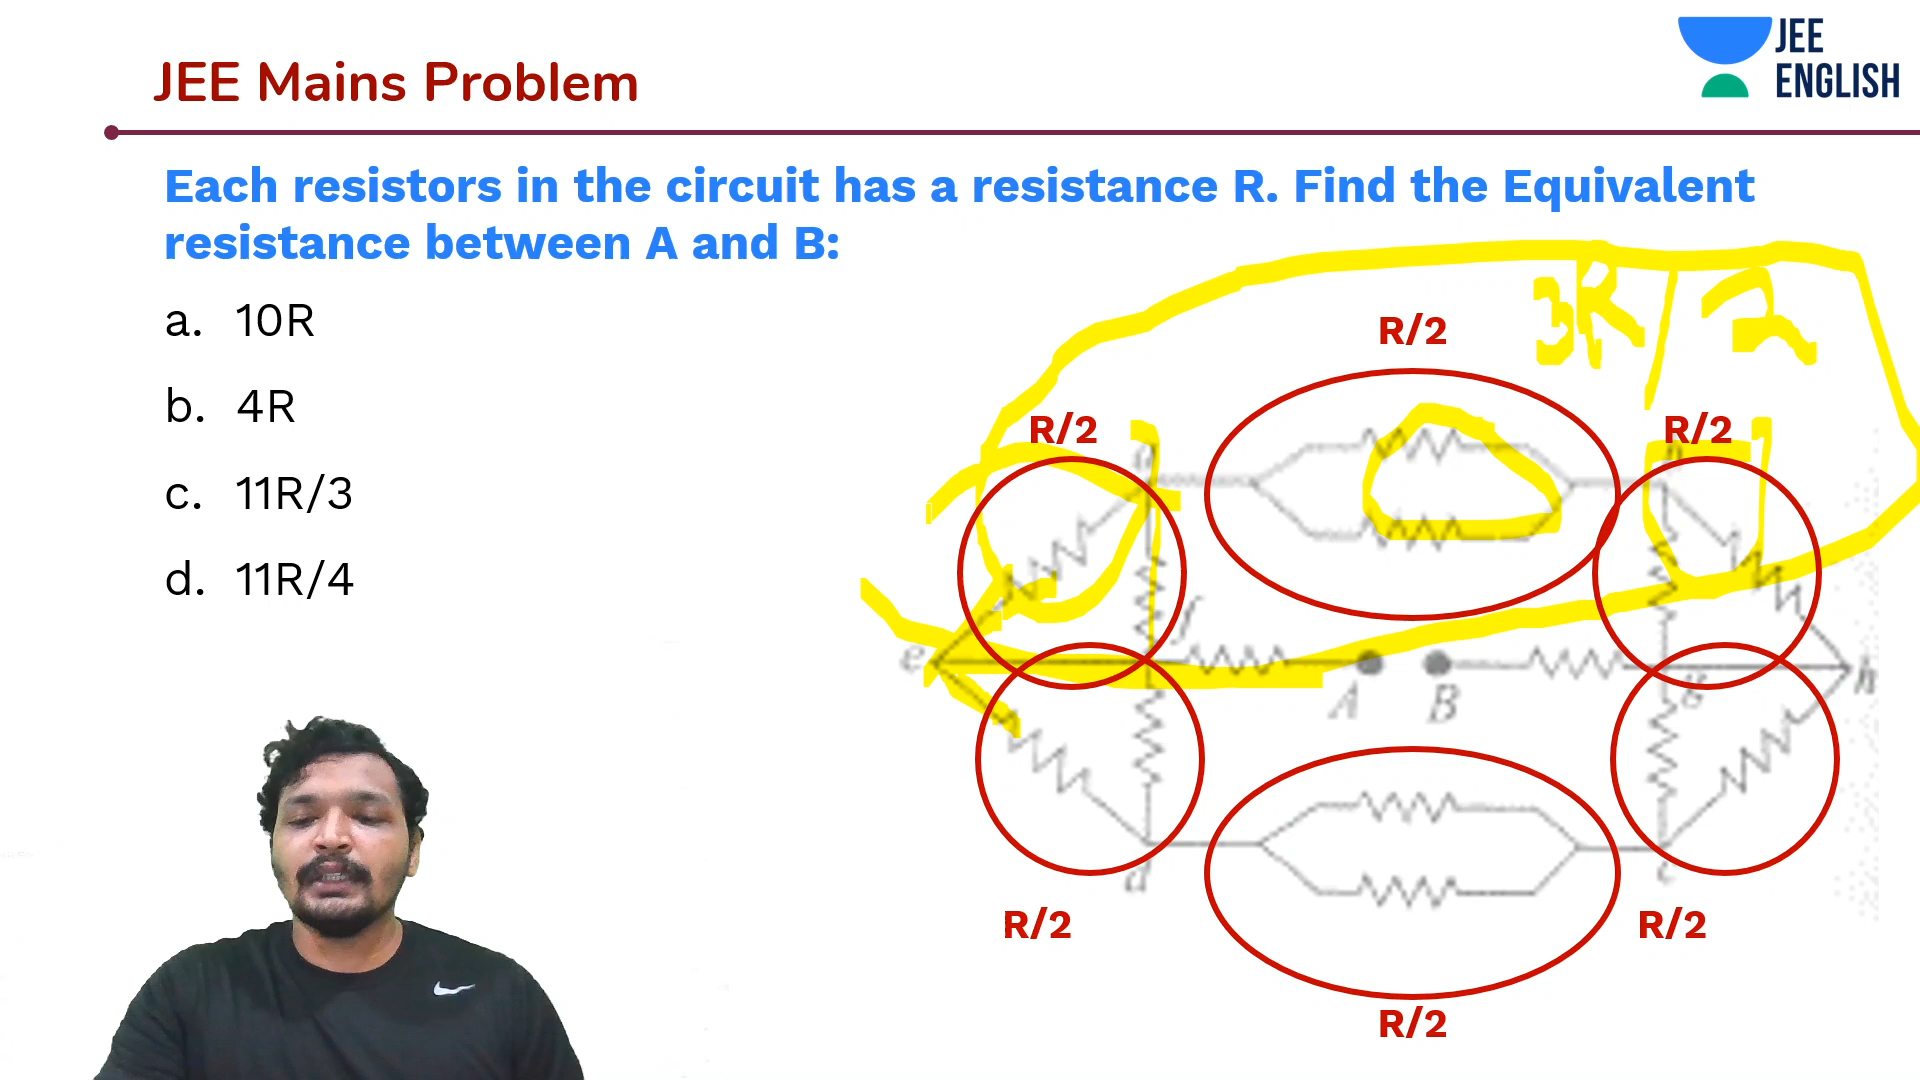 JEE
ENGLISH
JEE Mains Problem
Each resistors in the circuit has a resistance R. Find the Equivalent
resistance between A and B:
a. 10R
b. 4R
c. 11R/3
d. 11R/4
3R/2
R/2
R/2
R/2
f
e
A
B
g
h
d
c
R/2
R/2
R/2